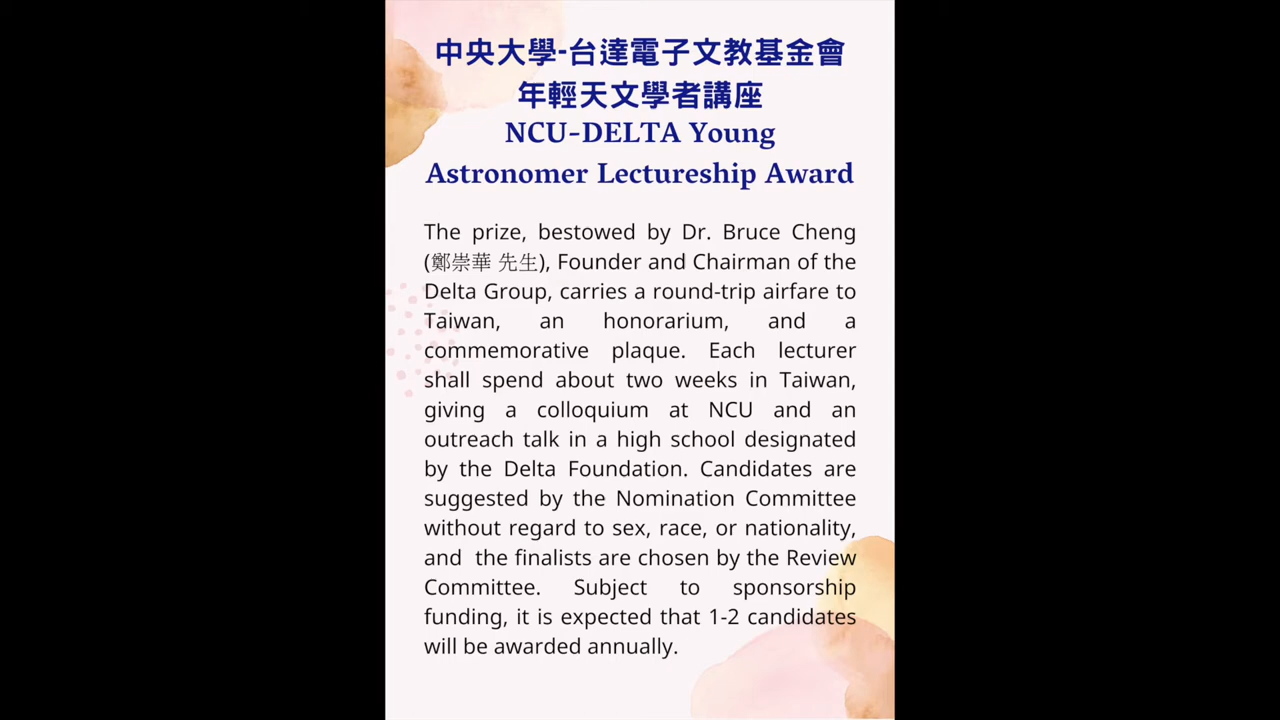 中央大學-台達電子文教基金會
年輕天文學者講座
NCU-DELTA Young
Astronomer Lectureship Award
The prize, bestowed by Dr. Bruce Cheng
(鄭崇華 先生), Founder and Chairman of the
Delta Group, carries a round-trip airfare to
Taiwan, an honorarium, and a
commemorative plaque. Each lecturer
shall spend about two weeks in Taiwan,
giving a colloquium at NCU and an
outreach talk in a high school designated
by the Delta Foundation. Candidates are
suggested by the Nomination Committee
without regard to sex, race, or nationality,
and the finalists are chosen by the Review
Committee. Subject to sponsorship
funding, it is expected that 1-2 candidates
will be awarded annually.